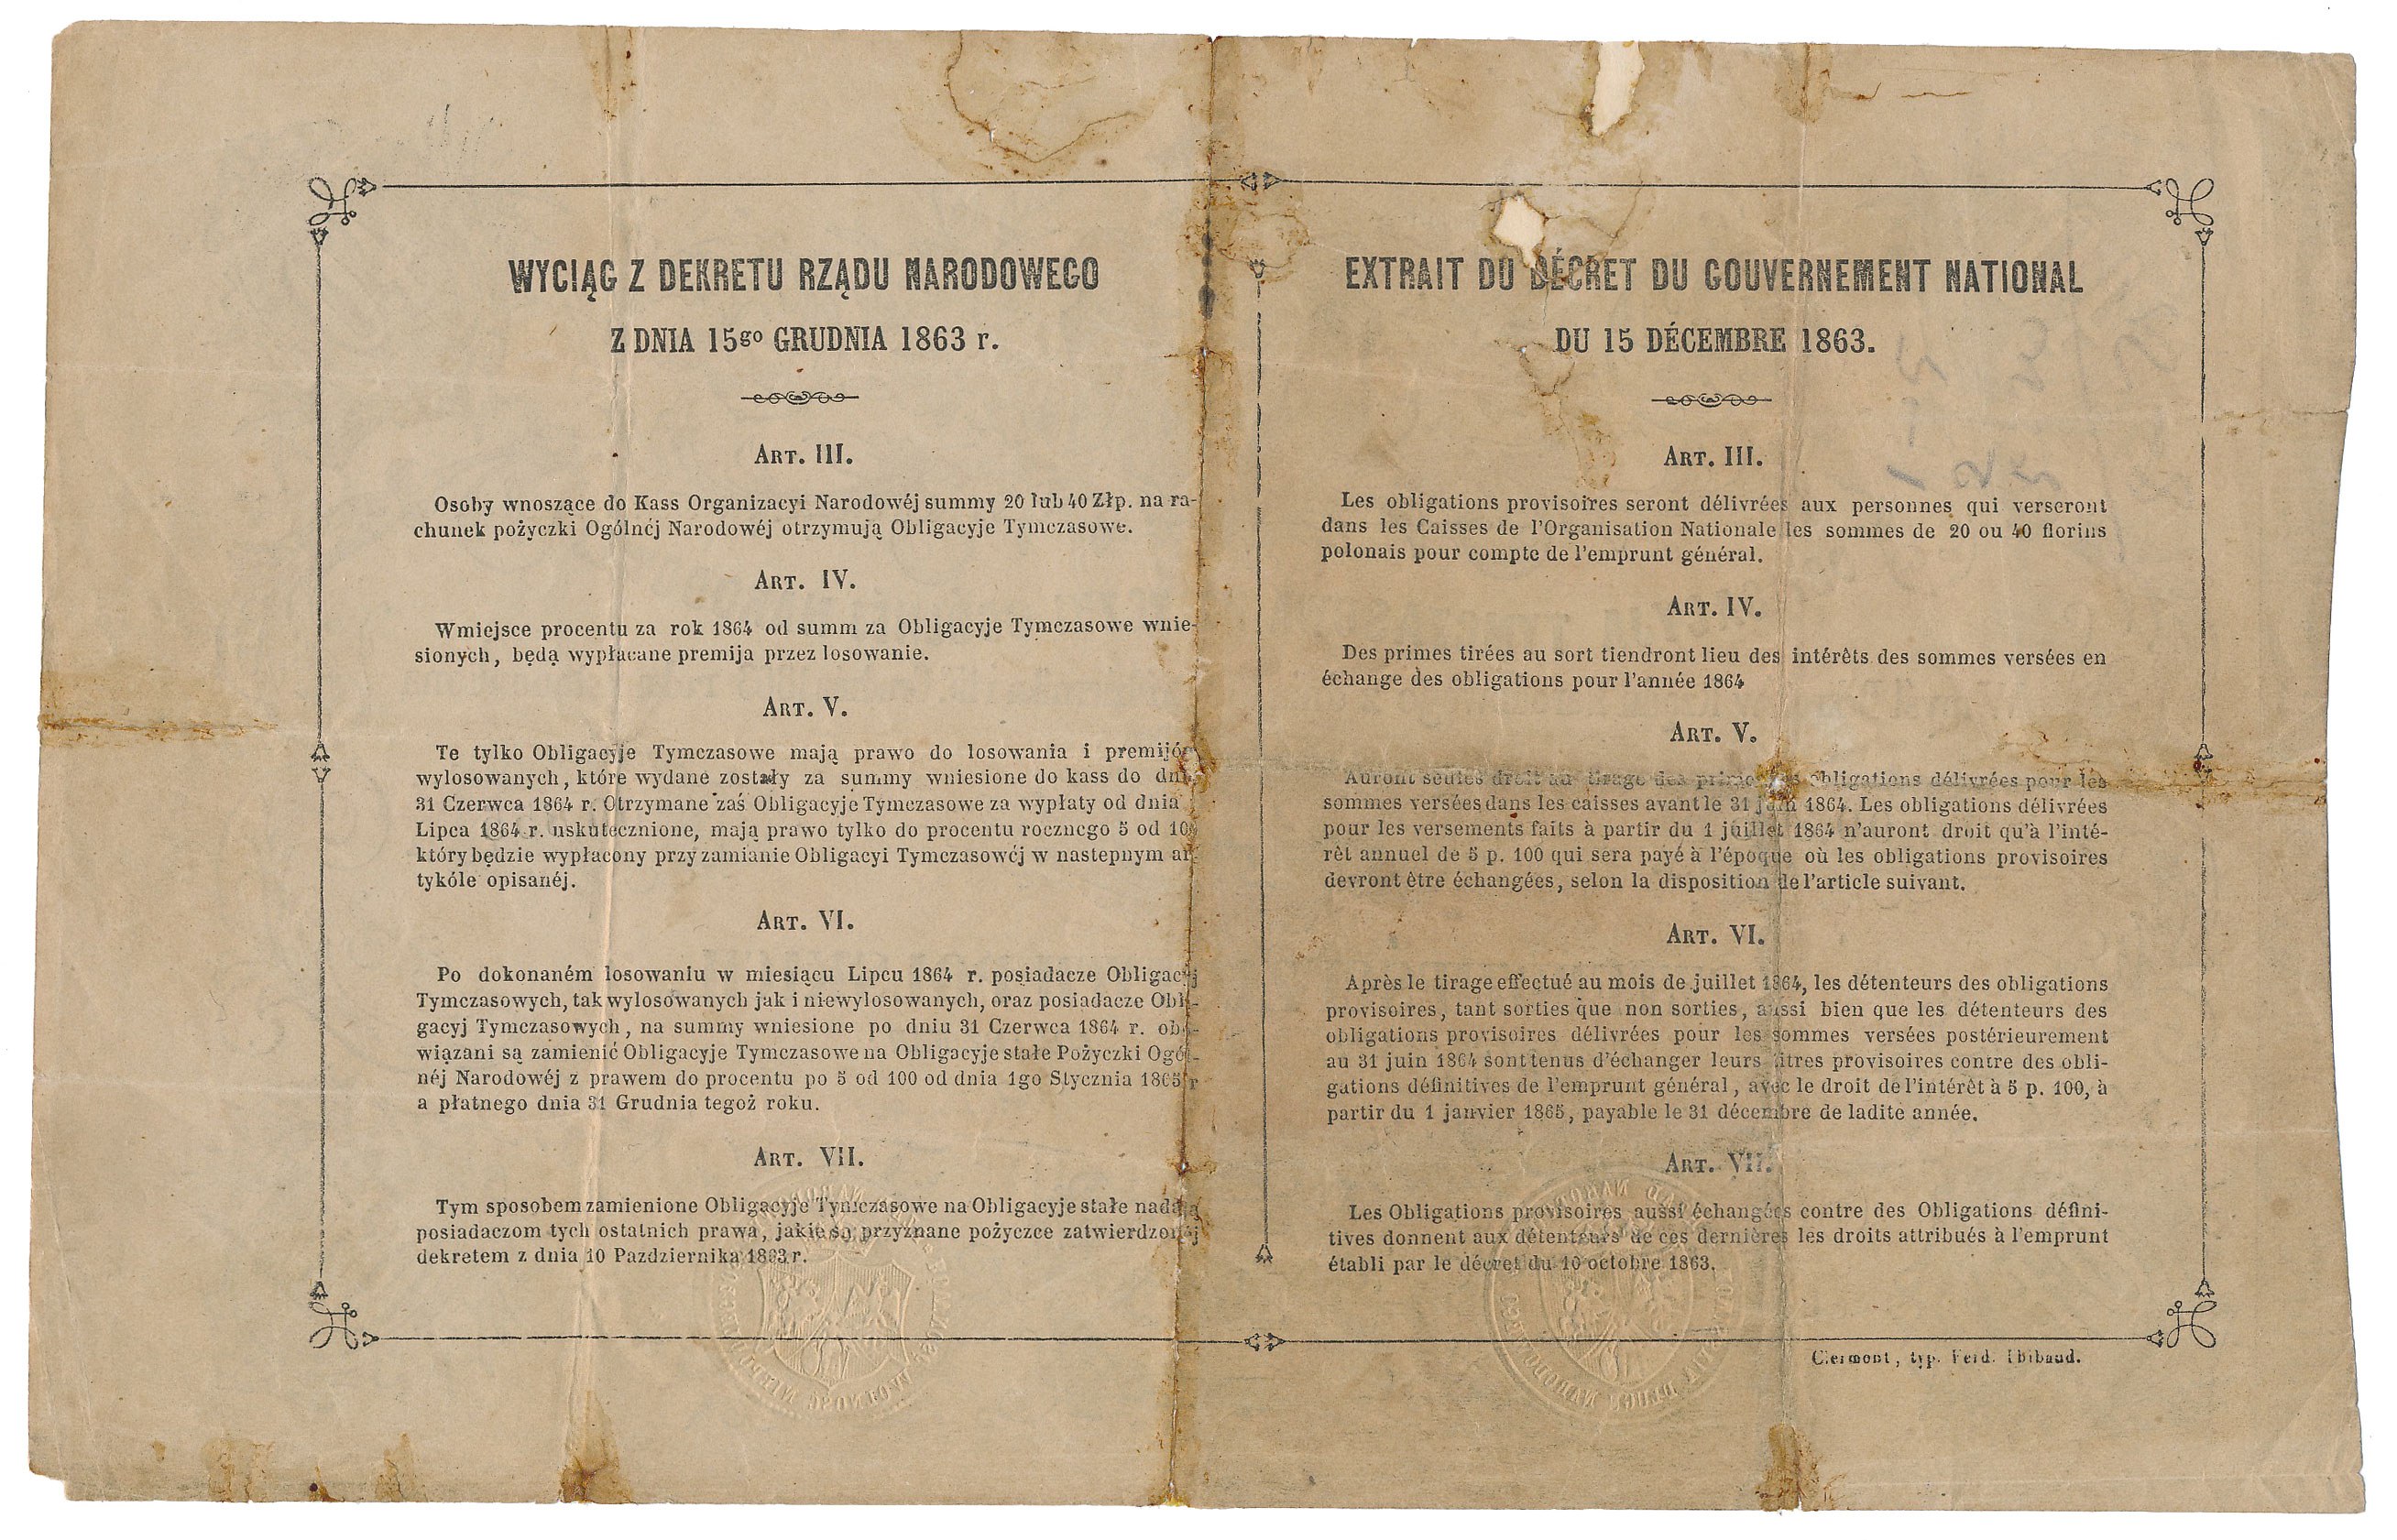 WYCIĄG Z DEKRETU RZĄDU NARODOWEGO
Z DNIA 15go GRUDNIA 1863 r.
ART. III.
Osoby wnoszące do Kass Organizacyi Narodowéj summy 20 lub 40 Złp. na ra-
chunek pożyczki Ogólnéj Narodowéj otrzymują Obligacyje Tymczasowe.
ART. IV.
Wmiejsce procentu za rok 1864 od summ za Obligacyje Tymczasowe wnie-
sionych, będą wypłacane premija przez losowanie.
ART. V.
Te tylko Obligacyje Tymczasowe mają prawo do losowania i premijów
wylosowanych, które wydane zostały za summy wniesione do kass do dnia
31 Czerwca 1864 r. Otrzymane zaś Obligacyje Tymczasowe za wypłaty od dnia
Lipca 1864 r. uskutecznione, mają prawo tylko do procentu rocznego 5 od 100
który będzie wypłacony przy zamianie Obligacyi Tymczasowéj w nastepnym ar-
tykóle opisanéj.
ART. VI.
Po dokonaném losowaniu w miesiącu Lipcu 1864 r. posiadacze Obligacyj
Tymczasowych, tak wylosowanych jak i niewylosowanych, oraz posiadacze Obli-
gacyj Tymczasowych, na summy wniesione po dniu 31 Czerwca 1864 r. obo-
wiązani są zamienić Obligacyje Tymczasowe na Obligacyje stałe Pożyczki Ogól-
néj Narodowéj z prawem do procentu po 5 od 100 od dnia 1go Stycznia 1865 r
a płatnego dnia 31 Grudnia tegoż roku.
ART. VII.
Tym sposobem zamienione Obligacyje Tymczasowe na Obligacyje stałe nadają
posiadaczom tych ostatnich prawa, jakie są przyznane pożyczce zatwierdzonéj
dekretem z dnia 10 Pazdziernika 1863 r.
EXTRAIT DU DÉCRET DU GOUVERNEMENT NATIONAL
DU 15 DÉCEMBRE 1863.
ART. III.
Les obligations provisoires seront délivrées aux personnes qui verseront
dans les Caisses de l'Organisation Nationale les sommes de 20 ou 40 florins
polonais pour compte de l'emprunt général.
ART. IV.
Des primes tirées au sort tiendront lieu des intérêts des sommes versées en
échange des obligations pour l'année 1864
ART. V.
Auront seules droit au tirage des primes les obligations délivrées pour les
sommes versées dans les caisses avant le 31 juin 1864. Les obligations délivrées
pour les versements faits à partir du 1 juillet 1864 n'auront droit qu'à l'inté-
rêt annuel de 5 p. 100 qui sera payé à l'époque où les obligations provisoires
devront être échangées, selon la disposition de l'article suivant.
ART. VI.
Après le tirage effectué au mois de juillet 1864, les détenteurs des obligations
provisoires, tant sorties que non sorties, aussi bien que les détenteurs des
obligations provisoires délivrées pour les sommes versées postérieurement
au 31 juin 1864 sont tenus d'échanger leurs titres provisoires contre des obli-
gations définitives de l'emprunt général, avec le droit de l'intérêt à 5 p. 100, à
partir du 1 janvier 1865, payable le 31 décembre de ladite année.
ART. VII.
Les Obligations provisoires aussi échangées contre des Obligations défini-
tives donnent aux détenteurs de ces dernières les droits attribués à l'emprunt
établi par le décret du 10 octobre 1863.
Clermont, typ. Ferd. Thibaud.